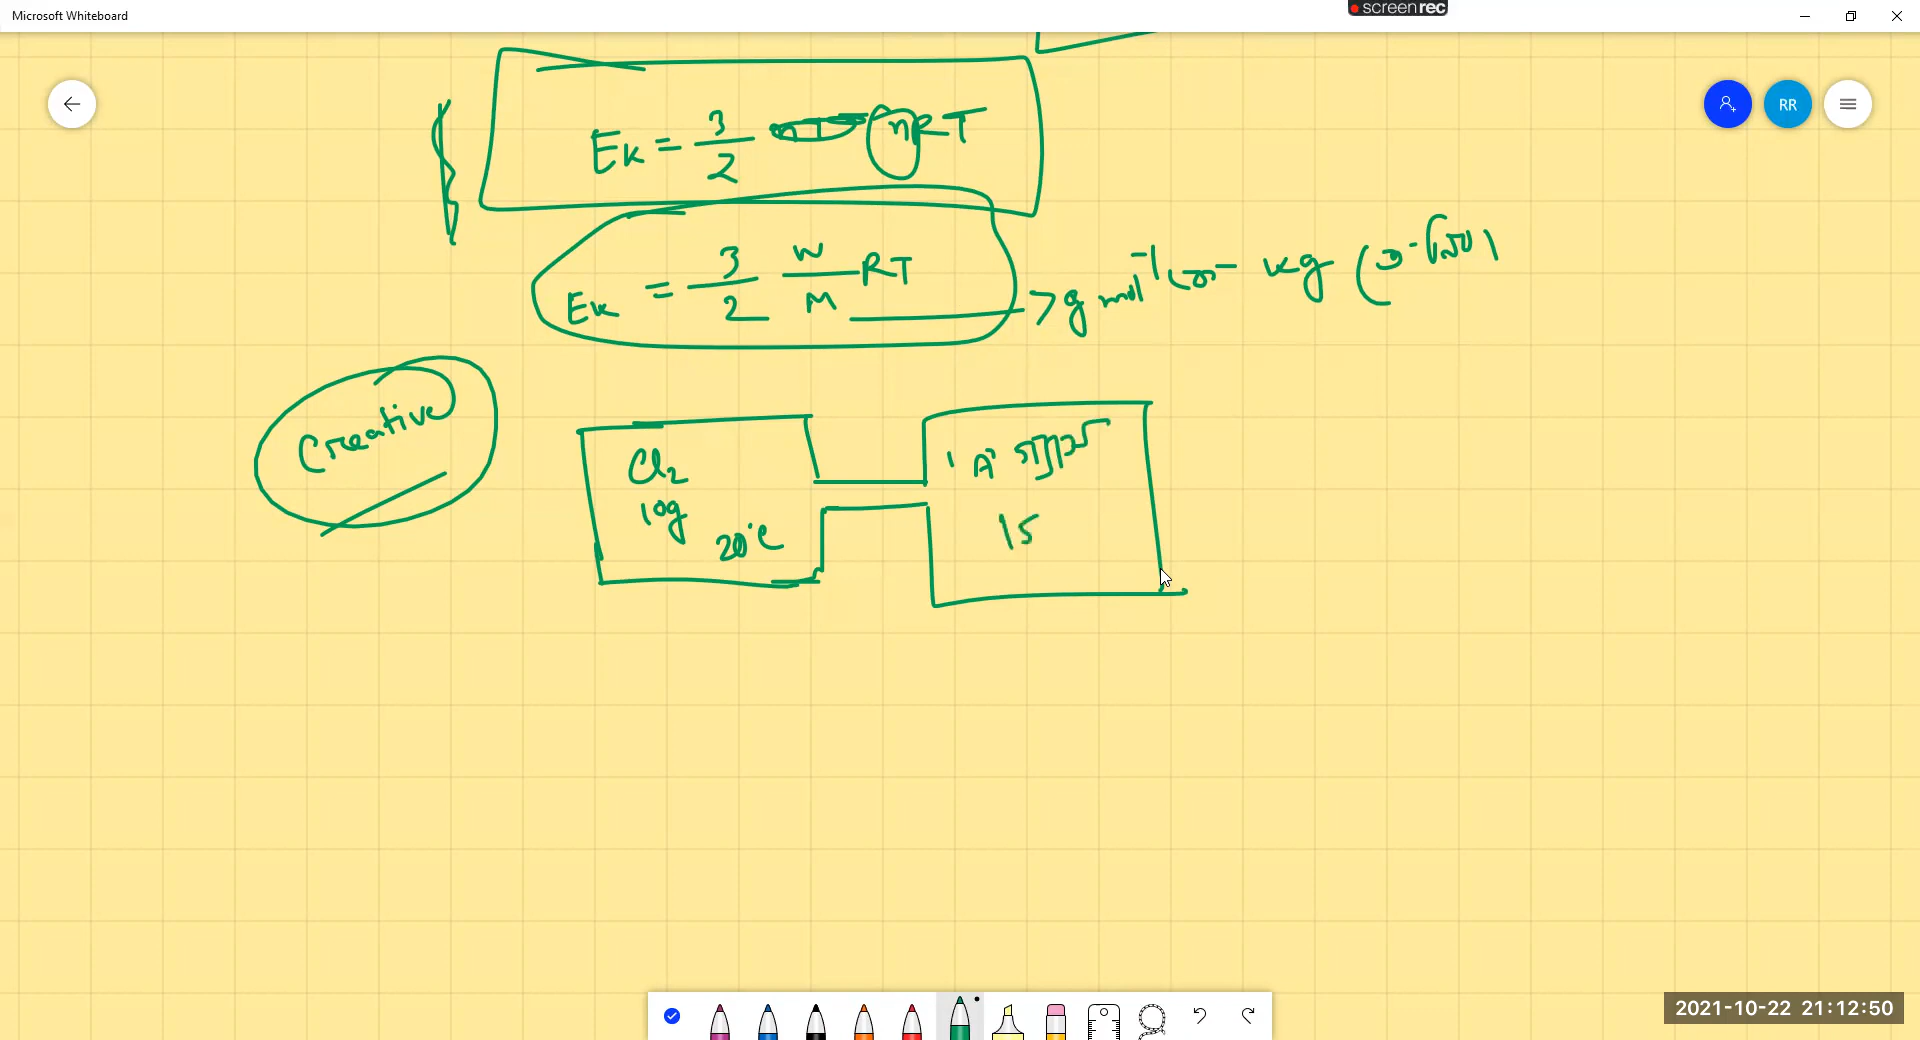 Microsoft Whiteboard
screenrec
RR
Ek = 3/2 nRT
Ek = 3/2 W/M RT
g mol⁻¹ kg
Creative
Cl₂
10g
20°C
'A' গ্যাস
15
2021-10-22 21:12:50